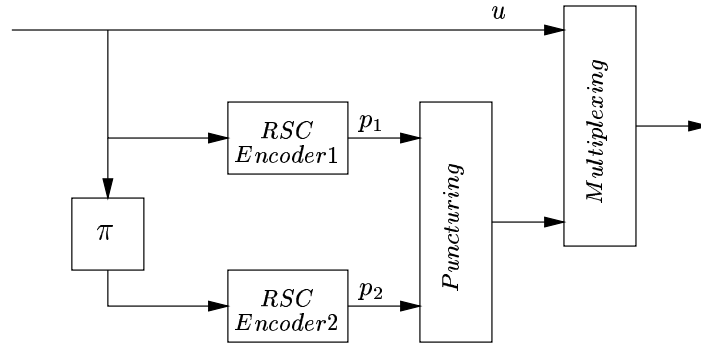 u
Multiplexing
RSC
Encoder1
p₁
Puncturing
π
RSC
Encoder2
p₂